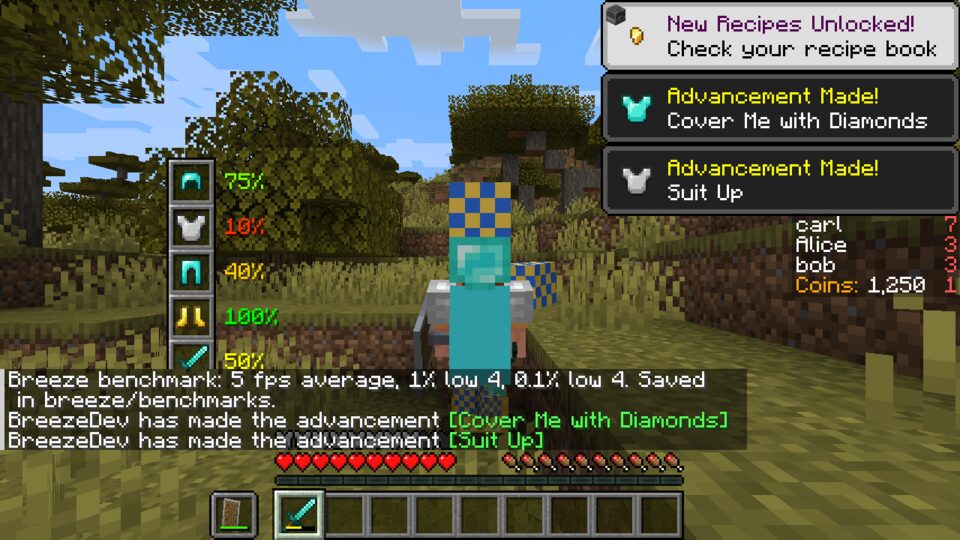 New Recipes Unlocked!
Check your recipe book
Advancement Made!
Cover Me with Diamonds
Advancement Made!
Suit Up
carl 7
Alice 3
bob 3
Coins: 1,250 1
75%
10%
40%
100%
50%
Breeze benchmark: 5 fps average, 1% low 4, 0.1% low 4. Saved
in breeze/benchmarks.
BreezeDev has made the advancement [Cover Me with Diamonds]
BreezeDev has made the advancement [Suit Up]